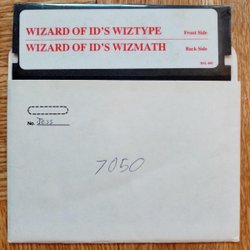 WIZARD OF ID'S WIZTYPE Front Side
WIZARD OF ID'S WIZMATH Back Side
No.
7050